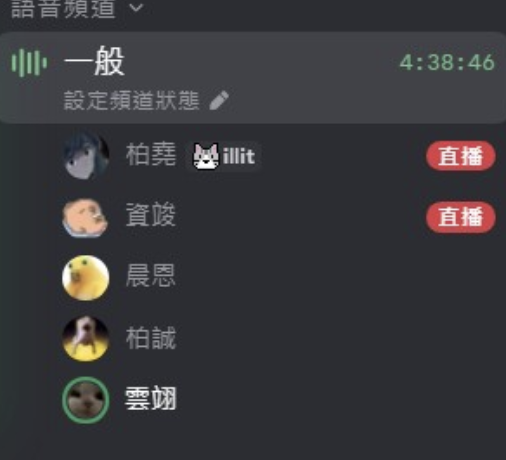 語音頻道
一般 4:38:46
設定頻道狀態
柏堯 illit 直播
資竣 直播
晨恩
柏誠
雲翊